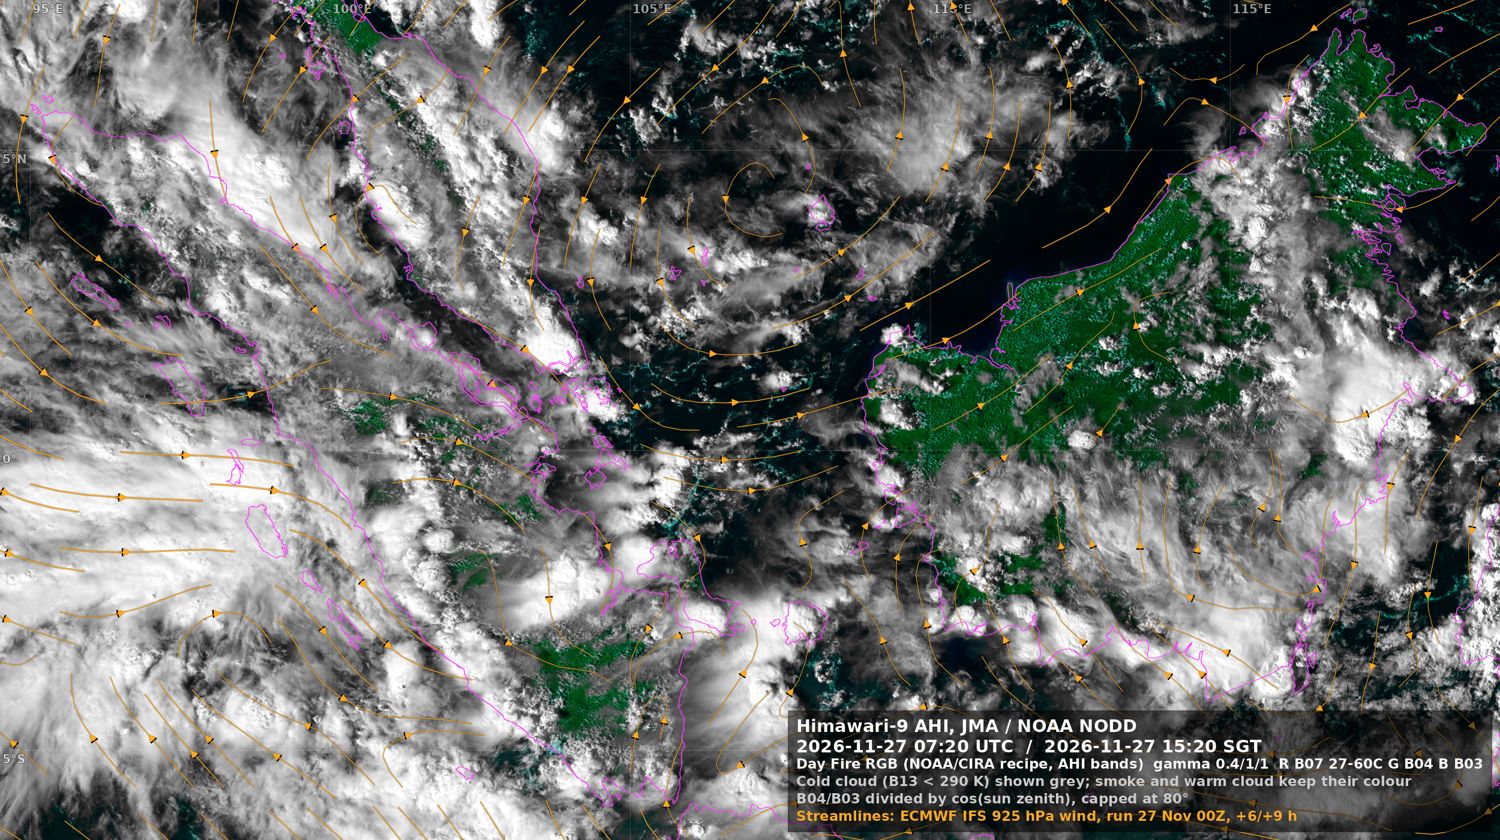 95°E
100°E
105°E
110°E
115°E
5°N
0°
5°S
Himawari-9 AHI, JMA / NOAA NODD
2026-11-27 07:20 UTC / 2026-11-27 15:20 SGT
Day Fire RGB (NOAA/CIRA recipe, AHI bands) gamma 0.4/1/1 R B07 27-60C G B04 B B03
Cold cloud (B13 < 290 K) shown grey; smoke and warm cloud keep their colour
B04/B03 divided by cos(sun zenith), capped at 80°
Streamlines: ECMWF IFS 925 hPa wind, run 27 Nov 00Z, +6/+9 h